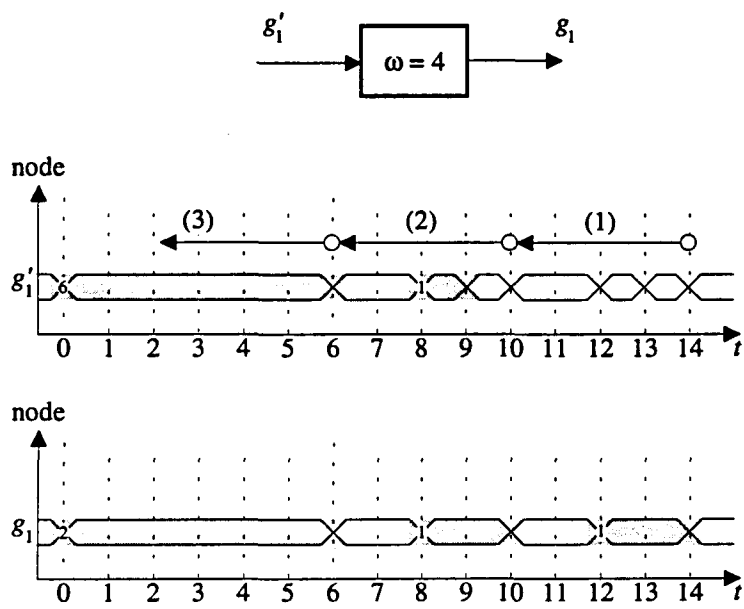 g₁′ ω = 4 g₁
node
(3) (2) (1)
g₁′ 6 1
0 1 2 3 4 5 6 7 8 9 10 11 12 13 14 t
node
g₁ 2 1 1
0 1 2 3 4 5 6 7 8 9 10 11 12 13 14 t